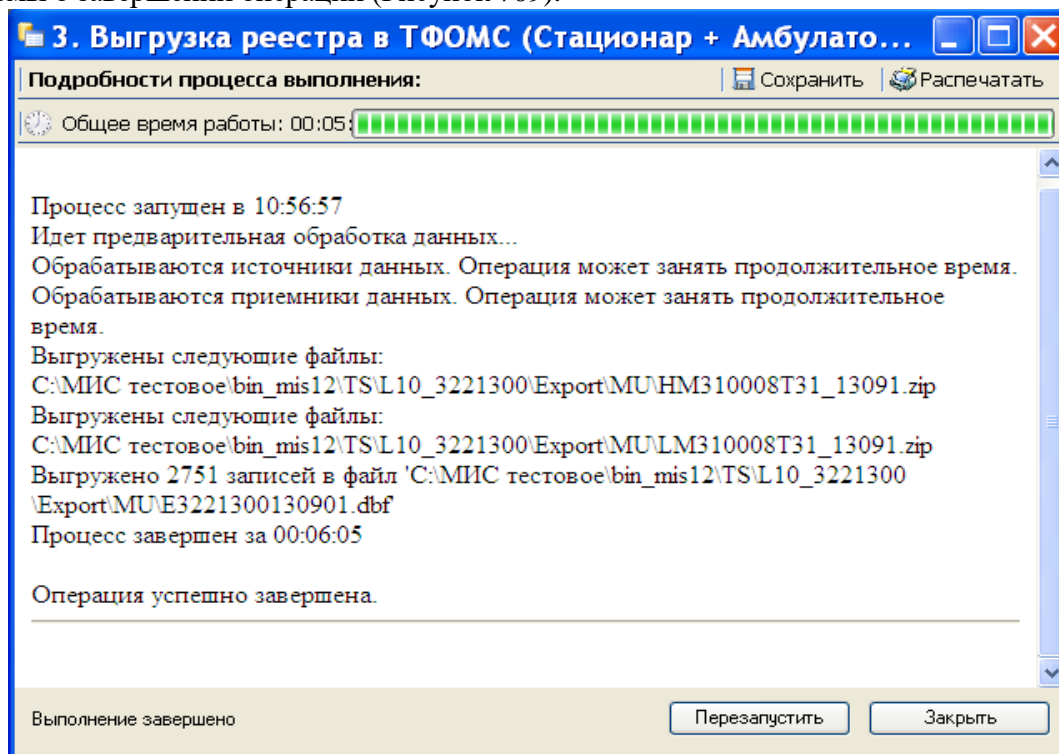 о завершении операции (Рисунок 769).
3. Выгрузка реестра в ТФОМС (Стационар + Амбулато...
Подробности процесса выполнения:
Сохранить
Распечатать
Общее время работы: 00:05:
Процесс запущен в 10:56:57
Идет предварительная обработка данных...
Обрабатываются источники данных. Операция может занять продолжительное время.
Обрабатываются приемники данных. Операция может занять продолжительное
время.
Выгружены следующие файлы:
C:\МИС тестовое\bin_mis12\TS\L10_3221300\Export\MU\HM310008T31_13091.zip
Выгружены следующие файлы:
C:\МИС тестовое\bin_mis12\TS\L10_3221300\Export\MU\LM310008T31_13091.zip
Выгружено 2751 записей в файл 'C:\МИС тестовое\bin_mis12\TS\L10_3221300
\Export\MU\E3221300130901.dbf'
Процесс завершен за 00:06:05
Операция успешно завершена.
Выполнение завершено
Перезапустить
Закрыть